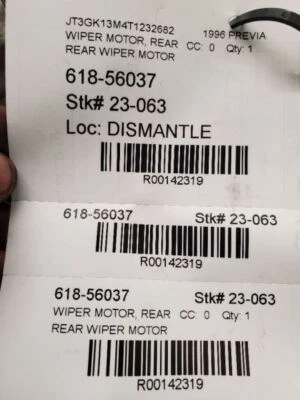 JT3GK13M4T1232682 1996 PREVIA
WIPER MOTOR, REAR CC: 0 Qty: 1
REAR WIPER MOTOR
618-56037
Stk# 23-063
Loc: DISMANTLE
R00142319
618-56037 Stk# 23-063
R00142319
618-56037 Stk# 23-063
WIPER MOTOR, REAR CC: 0 Qty: 1
REAR WIPER MOTOR
R00142319